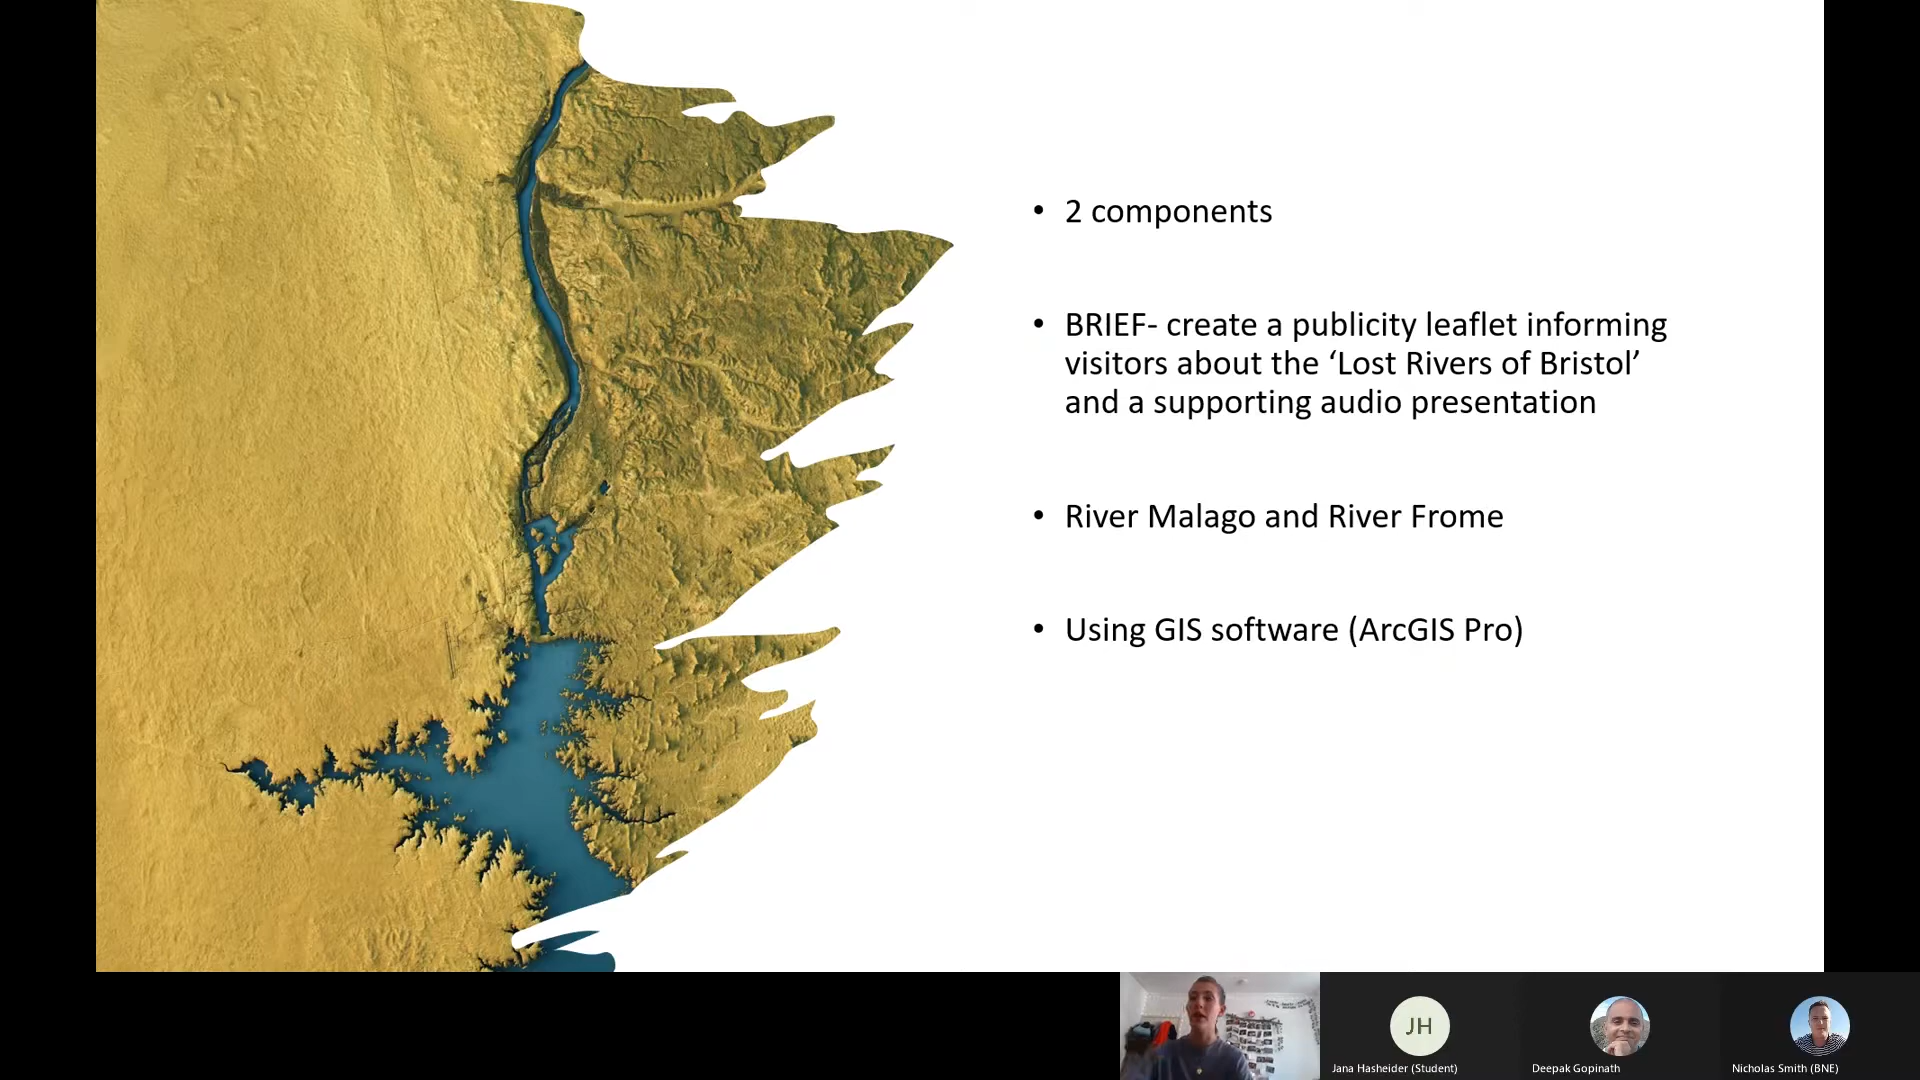 • 2 components
• BRIEF- create a publicity leaflet informing
visitors about the ‘Lost Rivers of Bristol’
and a supporting audio presentation
• River Malago and River Frome
• Using GIS software (ArcGIS Pro)
JH
Jana Hasheider (Student)
Deepak Gopinath
Nicholas Smith (BNE)